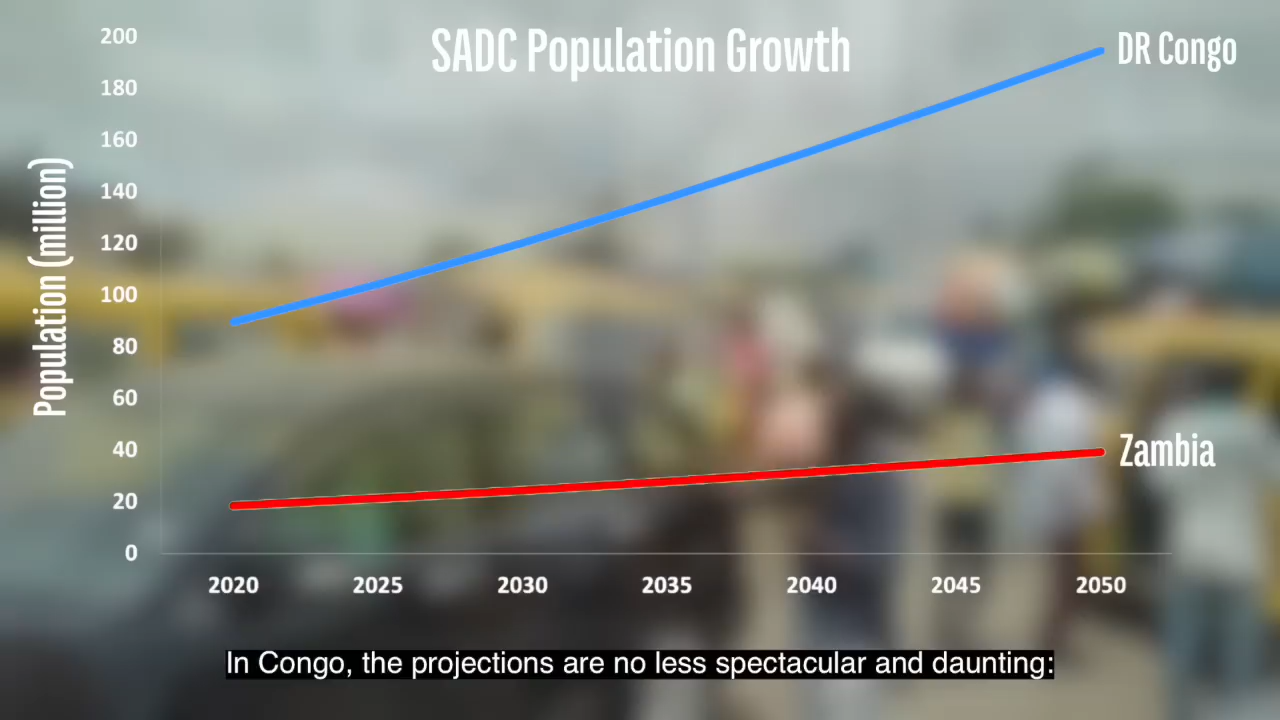 SADC Population Growth
DR Congo
Population (million)
200
180
160
140
120
100
80
60
40
20
0
Zambia
2020 2025 2030 2035 2040 2045 2050
In Congo, the projections are no less spectacular and daunting: